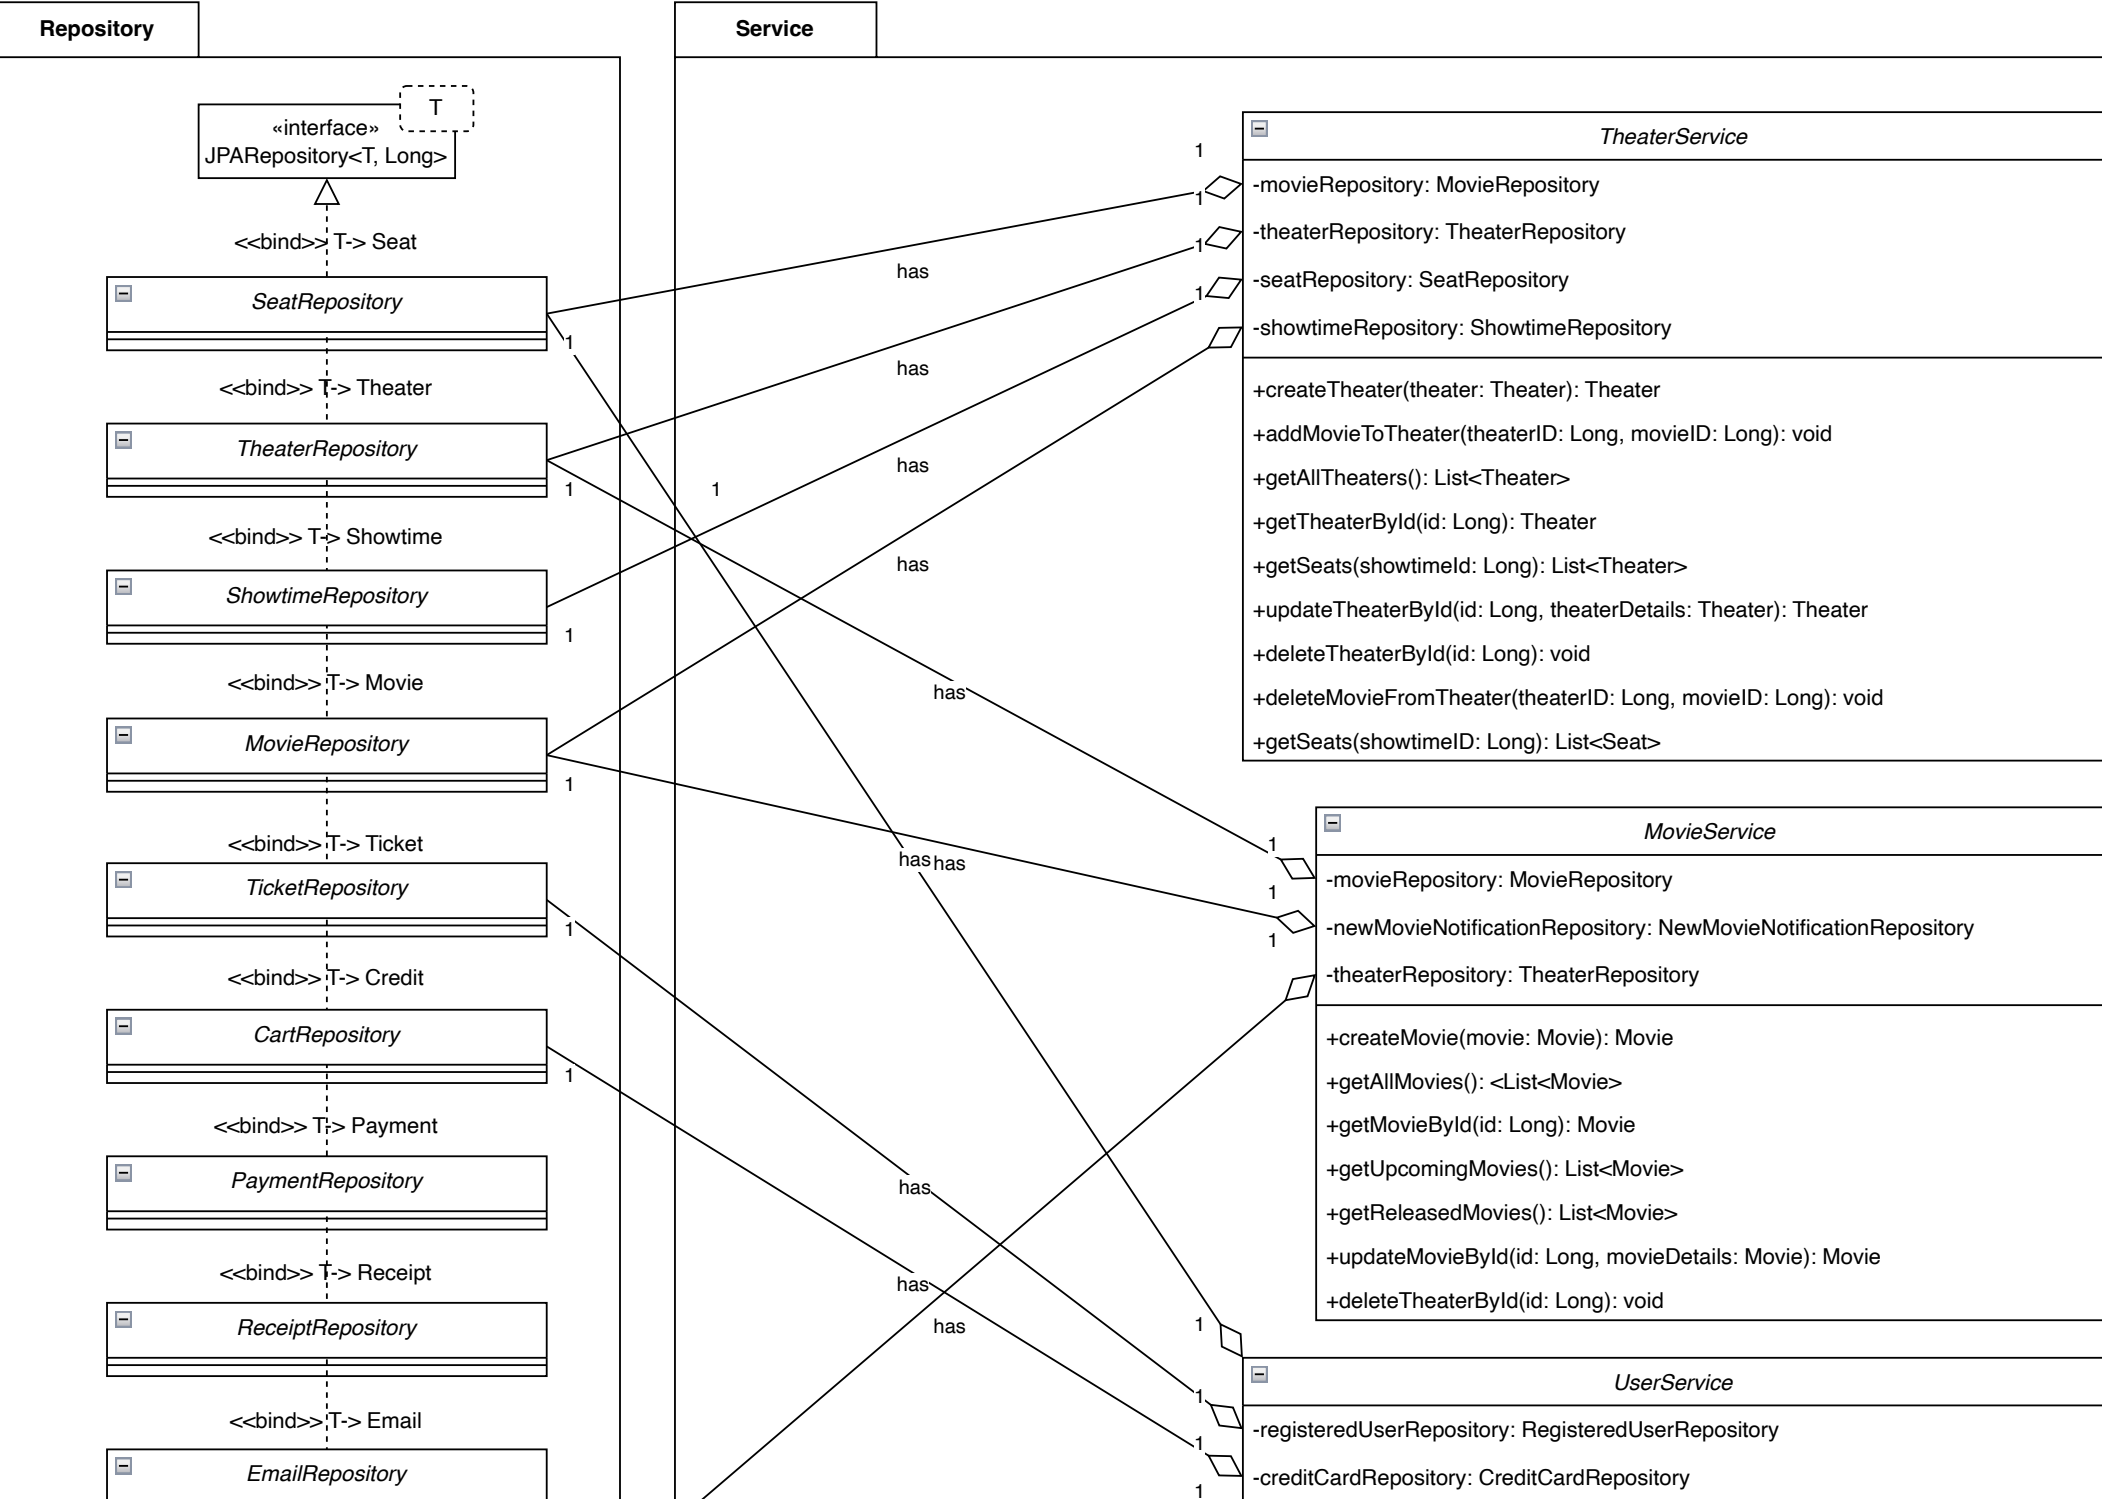 Repository
«interface»
JPARepository<T, Long>
T
<<bind>> T-> Seat
SeatRepository
1
<<bind>> T-> Theater
TheaterRepository
1
<<bind>> T-> Showtime
ShowtimeRepository
1
<<bind>> T-> Movie
MovieRepository
1
<<bind>> T-> Ticket
TicketRepository
1
<<bind>> T-> Credit
CartRepository
1
<<bind>> T-> Payment
PaymentRepository
<<bind>> T-> Receipt
ReceiptRepository
<<bind>> T-> Email
EmailRepository
Service
1
1
1
1
has
has
has
1
has
has
1
has
has
1
1
has
has
has
1
1
1
1
TheaterService
-movieRepository: MovieRepository
-theaterRepository: TheaterRepository
-seatRepository: SeatRepository
-showtimeRepository: ShowtimeRepository
+createTheater(theater: Theater): Theater
+addMovieToTheater(theaterID: Long, movieID: Long): void
+getAllTheaters(): List<Theater>
+getTheaterById(id: Long): Theater
+getSeats(showtimeId: Long): List<Theater>
+updateTheaterById(id: Long, theaterDetails: Theater): Theater
+deleteTheaterById(id: Long): void
+deleteMovieFromTheater(theaterID: Long, movieID: Long): void
+getSeats(showtimeID: Long): List<Seat>
MovieService
-movieRepository: MovieRepository
-newMovieNotificationRepository: NewMovieNotificationRepository
-theaterRepository: TheaterRepository
+createMovie(movie: Movie): Movie
+getAllMovies(): <List<Movie>
+getMovieById(id: Long): Movie
+getUpcomingMovies(): List<Movie>
+getReleasedMovies(): List<Movie>
+updateMovieById(id: Long, movieDetails: Movie): Movie
+deleteTheaterById(id: Long): void
UserService
-registeredUserRepository: RegisteredUserRepository
-creditCardRepository: CreditCardRepository